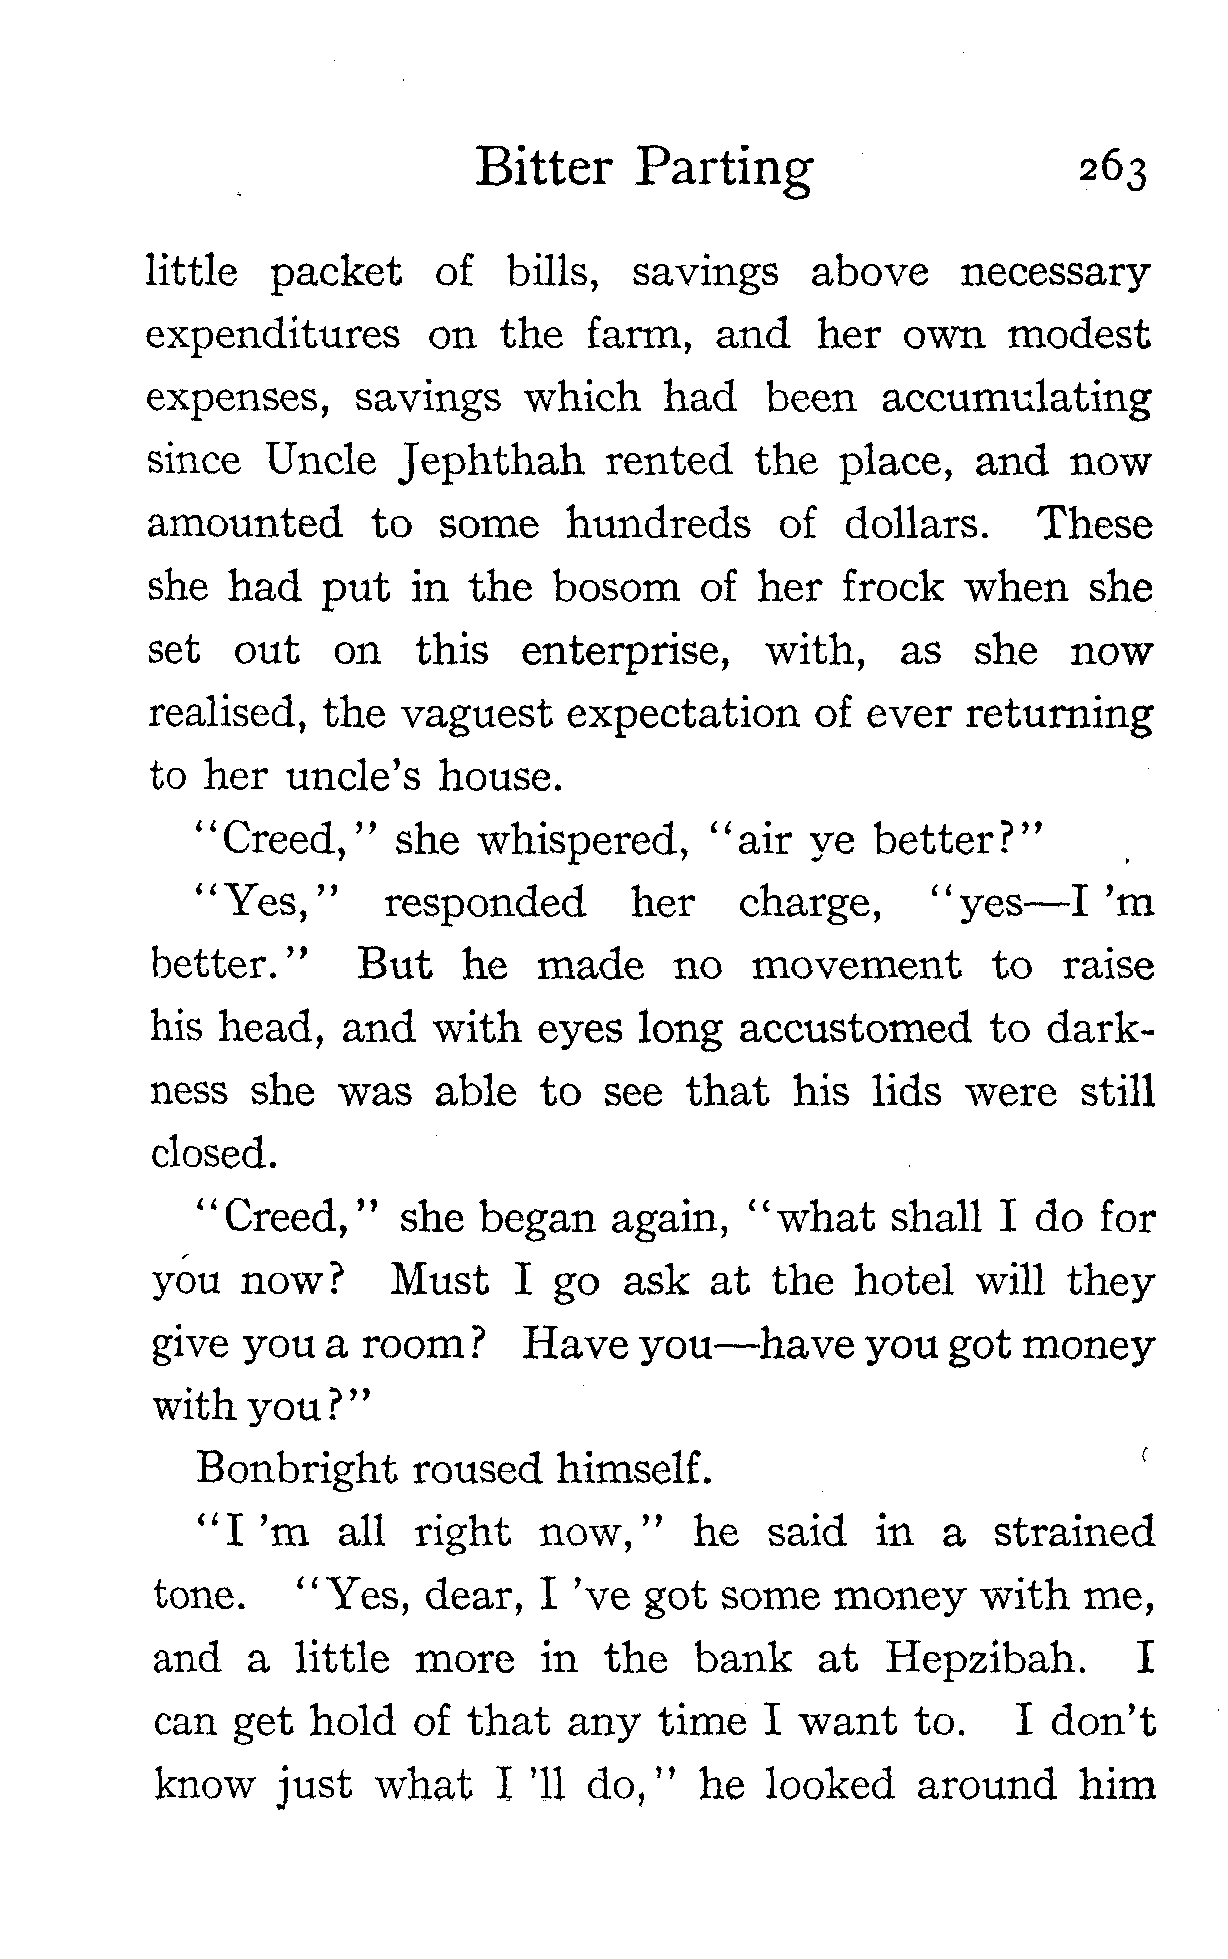 Bitter Parting 263
little packet of bills, savings above necessary
expenditures on the farm, and her own modest
expenses, savings which had been accumulating
since Uncle Jephthah rented the place, and now
amounted to some hundreds of dollars. These
she had put in the bosom of her frock when she
set out on this enterprise, with, as she now
realised, the vaguest expectation of ever returning
to her uncle's house.
"Creed," she whispered, "air ye better?"
"Yes," responded her charge, "yes—I 'm
better." But he made no movement to raise
his head, and with eyes long accustomed to dark-
ness she was able to see that his lids were still
closed.
"Creed," she began again, "what shall I do for
you now? Must I go ask at the hotel will they
give you a room? Have you—have you got money
with you?"
Bonbright roused himself.
"I 'm all right now," he said in a strained
tone. "Yes, dear, I 've got some money with me,
and a little more in the bank at Hepzibah. I
can get hold of that any time I want to. I don't
know just what I 'll do," he looked around him